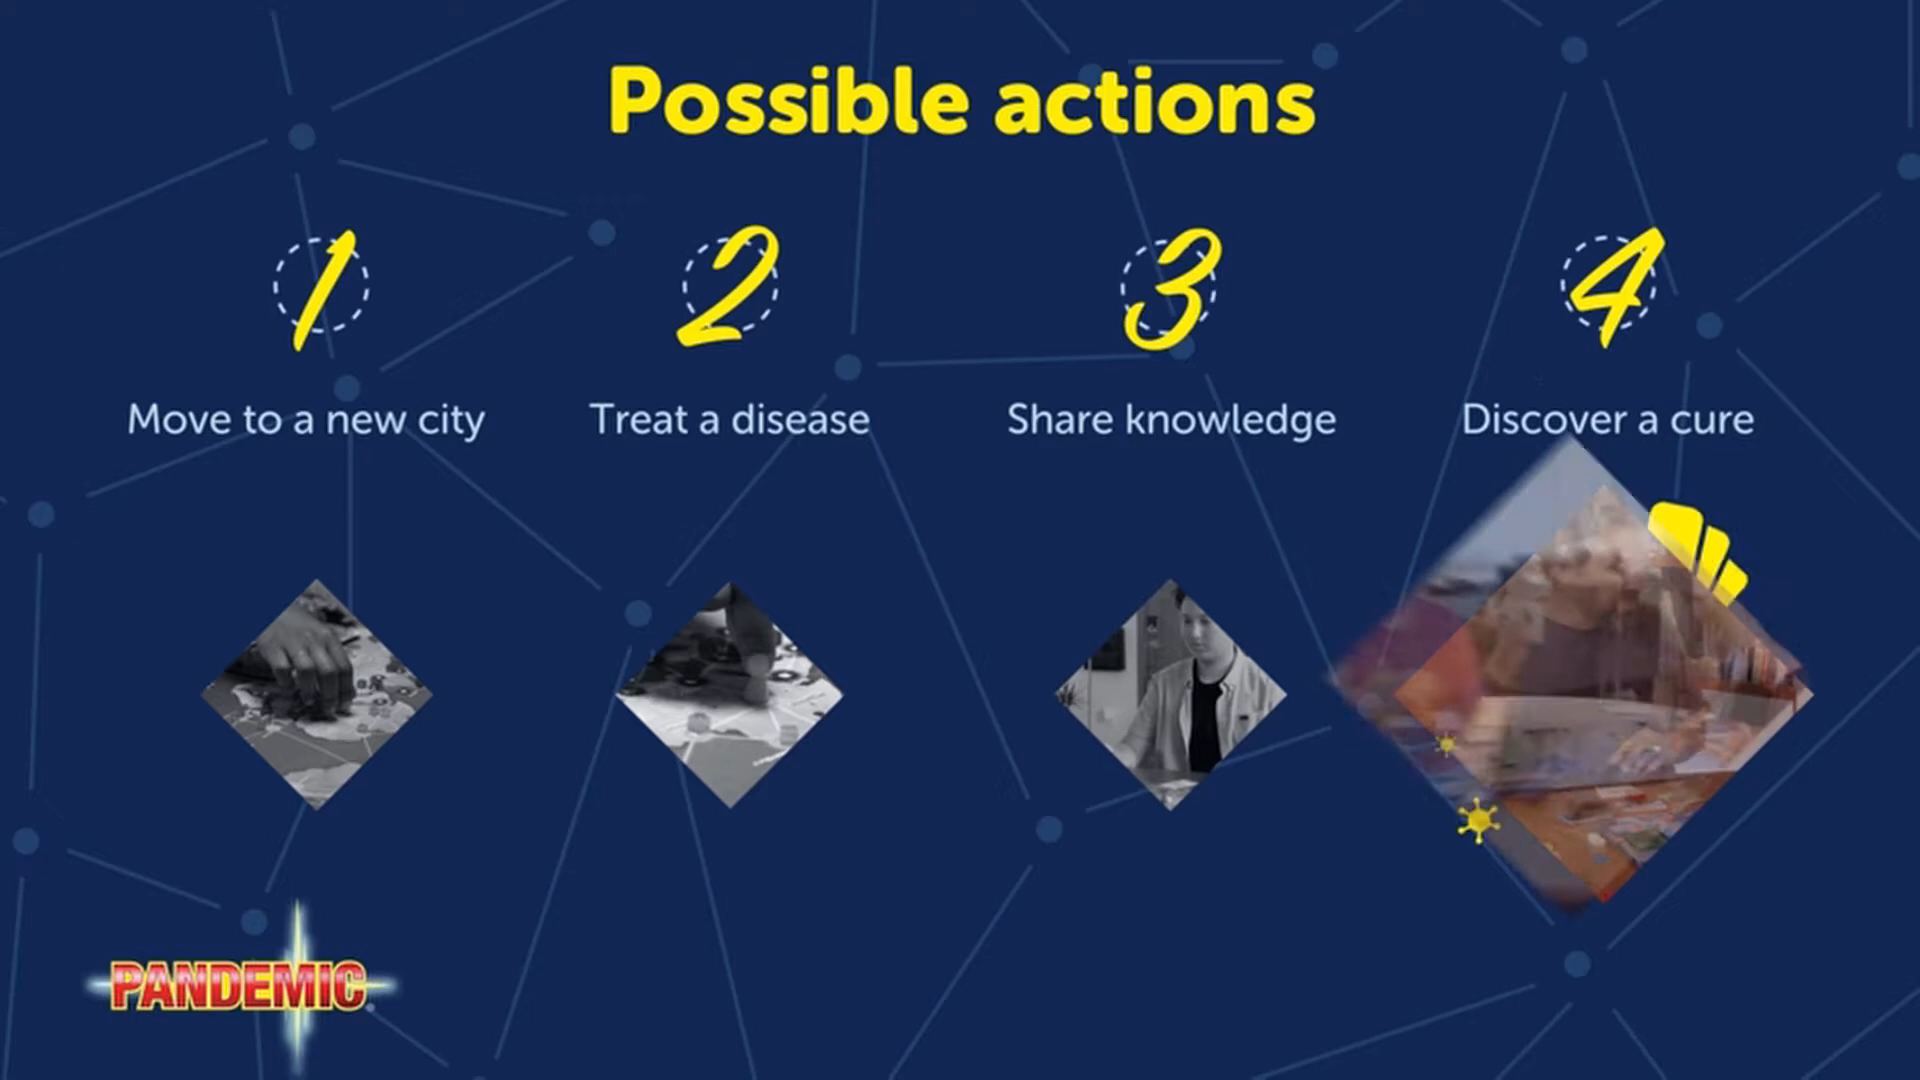 Possible actions
1
2
3
4
Move to a new city
Treat a disease
Share knowledge
Discover a cure
PANDEMIC